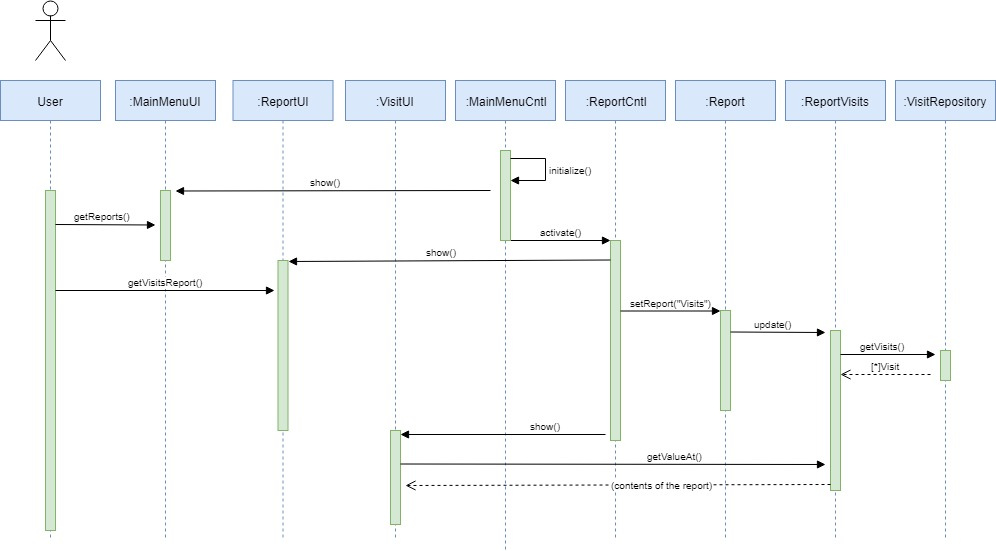 User
:MainMenuUI
:ReportUI
:VisitUI
:MainMenuCntl
:ReportCntl
:Report
:ReportVisits
:VisitRepository
initialize()
show()
getReports()
activate()
show()
getVisitsReport()
setReport("Visits")
update()
getVisits()
[*]Visit
show()
getValueAt()
(contents of the report)